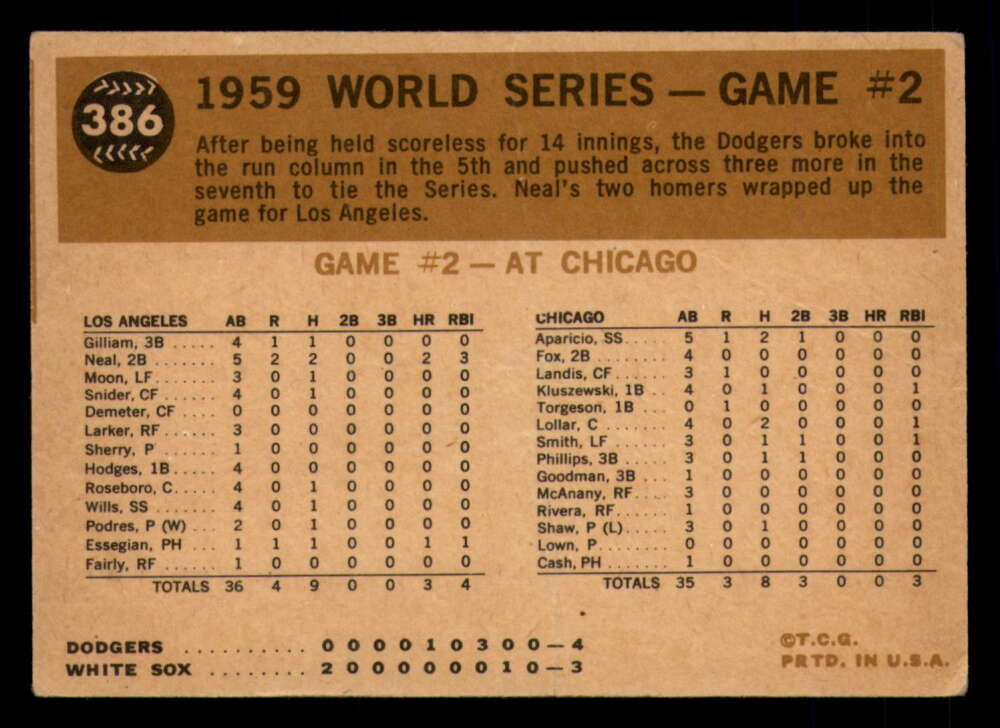 386
1959 WORLD SERIES — GAME #2
After being held scoreless for 14 innings, the Dodgers broke into
the run column in the 5th and pushed across three more in the
seventh to tie the Series. Neal's two homers wrapped up the
game for Los Angeles.
GAME #2 — AT CHICAGO
LOS ANGELES AB R H 2B 3B HR RBI
Gilliam, 3B ..... 4 1 1 0 0 0 0
Neal, 2B ........ 5 2 2 0 0 2 3
Moon, LF ....... 3 0 1 0 0 0 0
Snider, CF ..... 4 0 1 0 0 0 0
Demeter, CF .... 0 0 0 0 0 0 0
Larker, RF ...... 3 0 1 0 0 0 0
Sherry, P ....... 1 0 0 0 0 0 0
Hodges, 1B ..... 4 0 0 0 0 0 0
Roseboro, C ..... 4 0 1 0 0 0 0
Wills, SS ....... 4 0 1 0 0 0 0
Podres, P (W) ... 2 0 1 0 0 0 0
Essegian, PH ... 1 1 1 0 0 1 1
Fairly, RF ...... 1 0 0 0 0 0 0
TOTALS 36 4 9 0 0 3 4
CHICAGO AB R H 2B 3B HR RBI
Aparicio, SS ..... 5 1 2 1 0 0 0
Fox, 2B ........ 4 0 0 0 0 0 0
Landis, CF ...... 3 1 0 0 0 0 0
Kluszewski, 1B .. 4 0 1 0 0 0 1
Torgeson, 1B ... 0 1 0 0 0 0 0
Lollar, C ....... 4 0 2 0 0 0 1
Smith, LF ...... 3 0 1 1 0 0 1
Phillips, 3B ..... 3 0 1 1 0 0 0
Goodman, 3B ... 1 0 0 0 0 0 0
McAnany, RF .... 3 0 0 0 0 0 0
Rivera, RF ...... 1 0 0 0 0 0 0
Shaw, P (L) ..... 3 0 1 0 0 0 0
Lown, P ........ 0 0 0 0 0 0 0
Cash, PH ....... 1 0 0 0 0 0 0
TOTALS 35 3 8 3 0 0 3
DODGERS .......... 0 0 0 0 1 0 3 0 0 — 4
WHITE SOX ........ 2 0 0 0 0 0 0 1 0 — 3
©T.C.G.
PRTD. IN U.S.A.